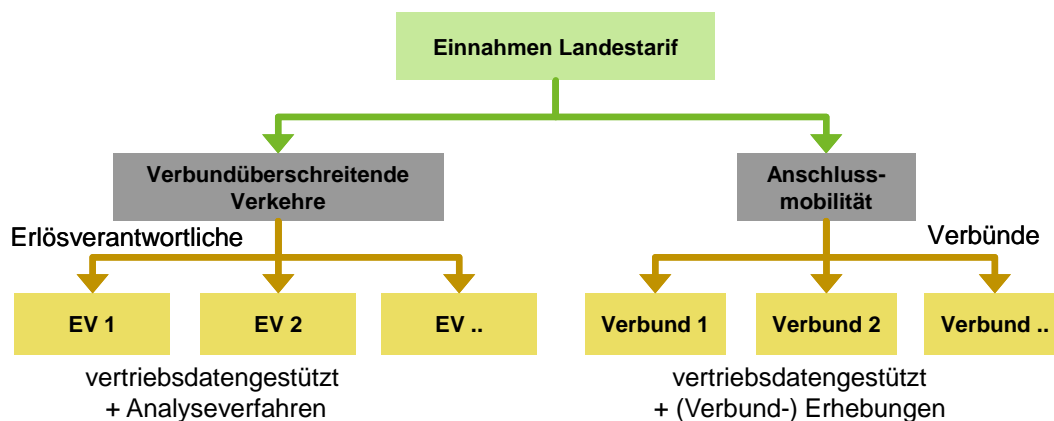 Einnahmen Landestarif
Verbundüberschreitende
Verkehre
Anschluss-
mobilität
Erlösverantwortliche
Verbünde
EV 1
EV 2
EV ..
Verbund 1
Verbund 2
Verbund ..
vertriebsdatengestützt
+ Analyseverfahren
vertriebsdatengestützt
+ (Verbund-) Erhebungen